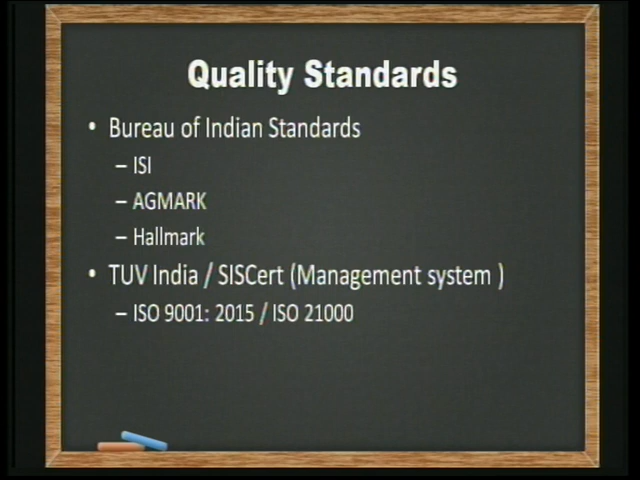 Quality Standards
• Bureau of Indian Standards
– ISI
– AGMARK
– Hallmark
• TUV India / SISCert (Management system )
– ISO 9001: 2015 / ISO 21000